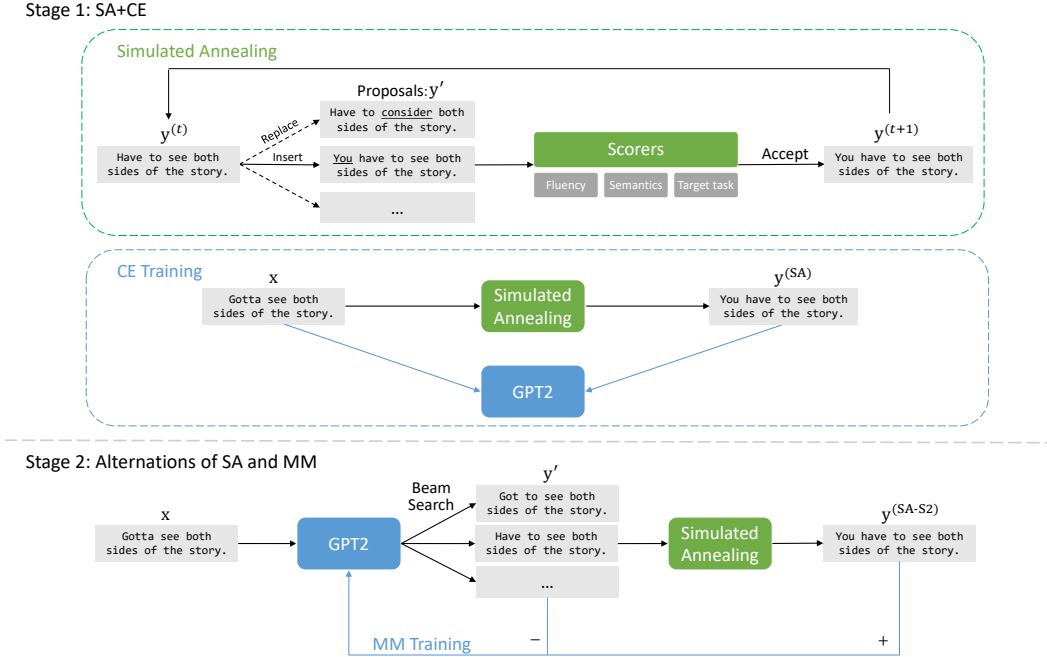 Stage 1: SA+CE
Simulated Annealing
Proposals: y′
Have to consider both
sides of the story.
y(t)
Have to see both
sides of the story.
Replace
Insert
You have to see both
sides of the story.
...
Scorers
Fluency
Semantics
Target task
Accept
y(t+1)
You have to see both
sides of the story.
CE Training
x
Gotta see both
sides of the story.
Simulated
Annealing
y(SA)
You have to see both
sides of the story.
GPT2
Stage 2: Alternations of SA and MM
x
Gotta see both
sides of the story.
GPT2
Beam
Search
y′
Got to see both
sides of the story.
Have to see both
sides of the story.
...
Simulated
Annealing
y(SA-S2)
You have to see both
sides of the story.
MM Training
−
+